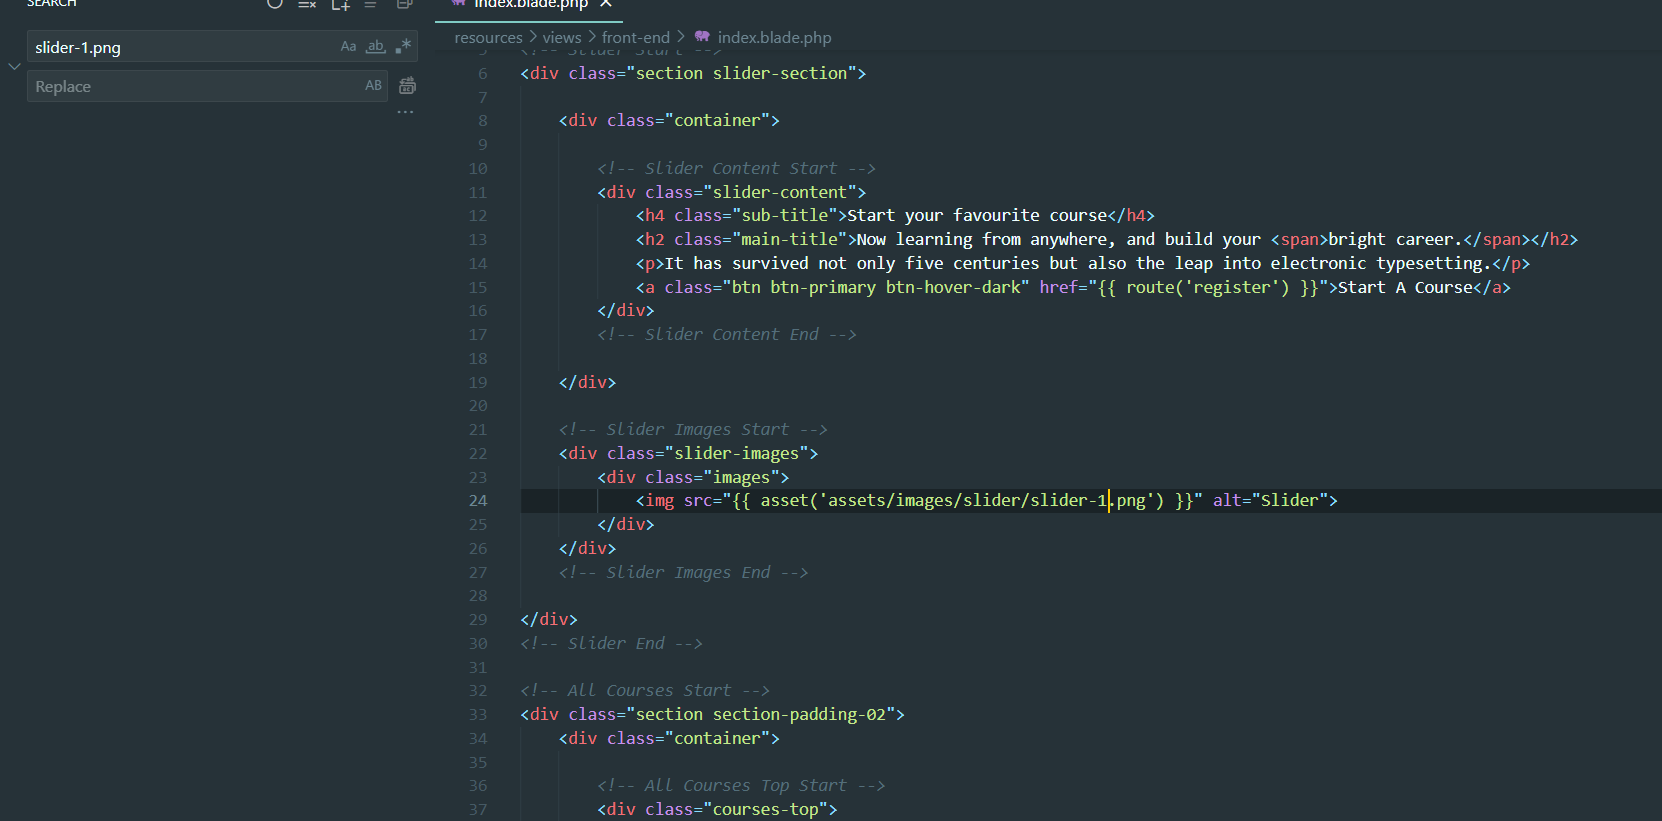 SEARCH
slider-1.png
Aa
ab
.*
Replace
AB
...
index.blade.php
resources > views > front-end > index.blade.php
5 <!-- Slider Start -->
6 <div class="section slider-section">
7
8 <div class="container">
9
10 <!-- Slider Content Start -->
11 <div class="slider-content">
12 <h4 class="sub-title">Start your favourite course</h4>
13 <h2 class="main-title">Now learning from anywhere, and build your <span>bright career.</span></h2>
14 <p>It has survived not only five centuries but also the leap into electronic typesetting.</p>
15 <a class="btn btn-primary btn-hover-dark" href="{{ route('register') }}">Start A Course</a>
16 </div>
17 <!-- Slider Content End -->
18
19 </div>
20
21 <!-- Slider Images Start -->
22 <div class="slider-images">
23 <div class="images">
24 <img src="{{ asset('assets/images/slider/slider-1.png') }}" alt="Slider">
25 </div>
26 </div>
27 <!-- Slider Images End -->
28
29 </div>
30 <!-- Slider End -->
31
32 <!-- All Courses Start -->
33 <div class="section section-padding-02">
34 <div class="container">
35
36 <!-- All Courses Top Start -->
37 <div class="courses-top">